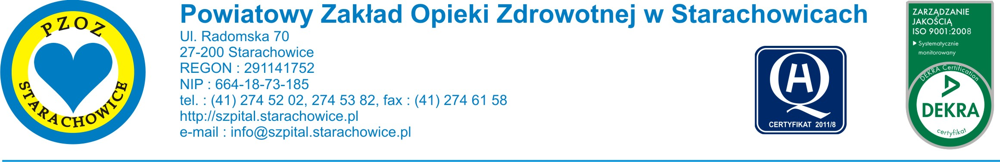 PZOZ
STARACHOWICE
Powiatowy Zakład Opieki Zdrowotnej w Starachowicach
Ul. Radomska 70
27-200 Starachowice
REGON : 291141752
NIP : 664-18-73-185
tel. : (41) 274 52 02, 274 53 82, fax : (41) 274 61 58
http://szpital.starachowice.pl
e-mail : info@szpital.starachowice.pl
QH
CERTYFIKAT 2011/8
ZARZĄDZANIE
JAKOŚCIĄ
ISO 9001:2008
Systematycznie
monitorowany
DEKRA Certification
DEKRA
certyfikat